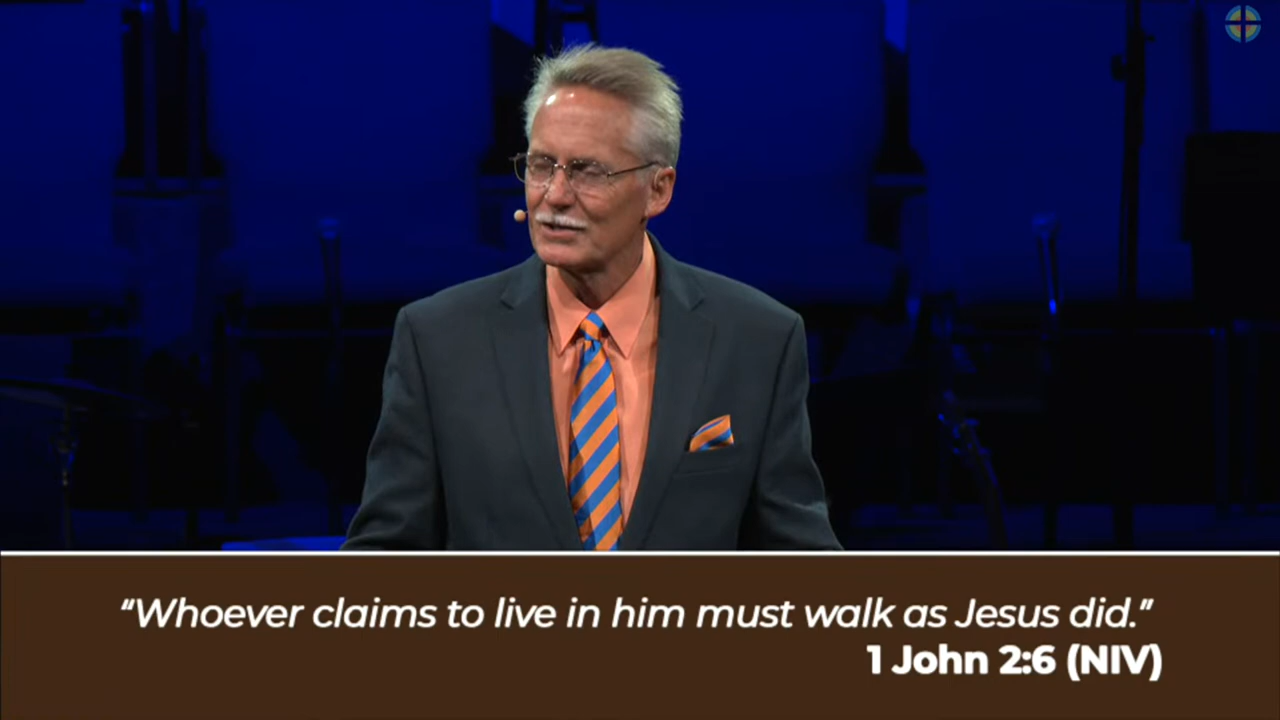 “Whoever claims to live in him must walk as Jesus did.”
1 John 2:6 (NIV)